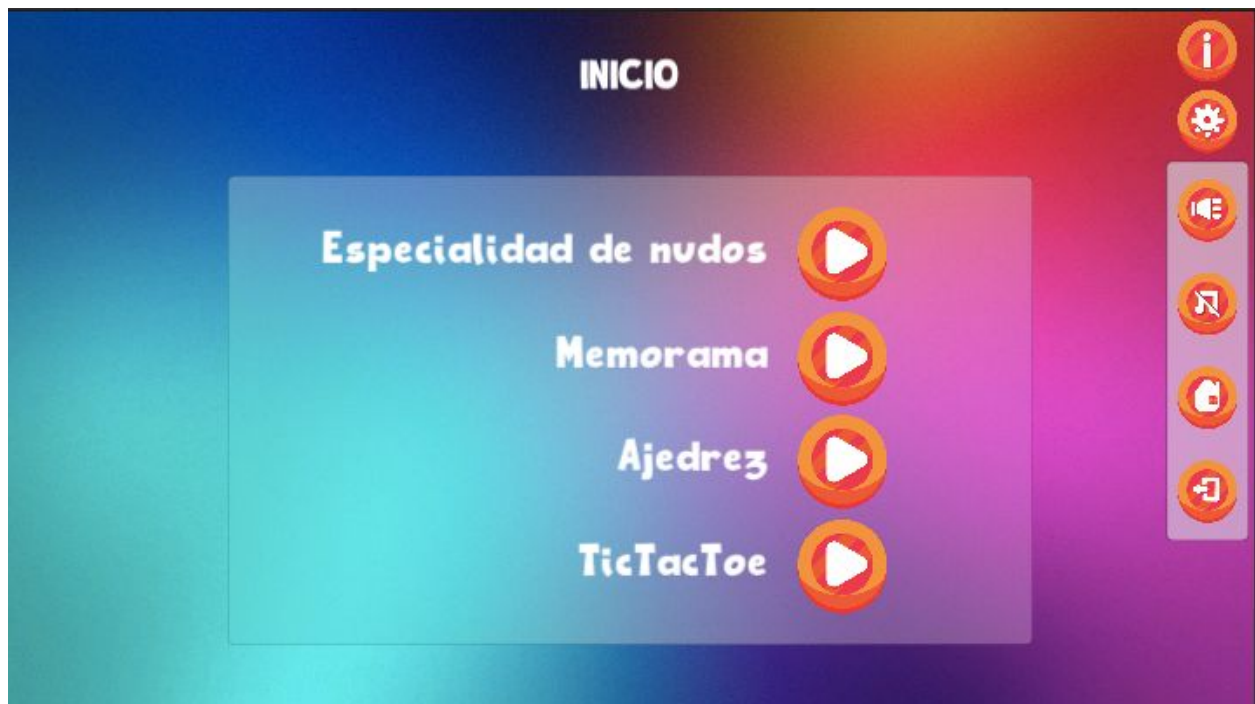 INICIO
Especialidad de nudos
Memorama
Ajedrez
TicTacToe